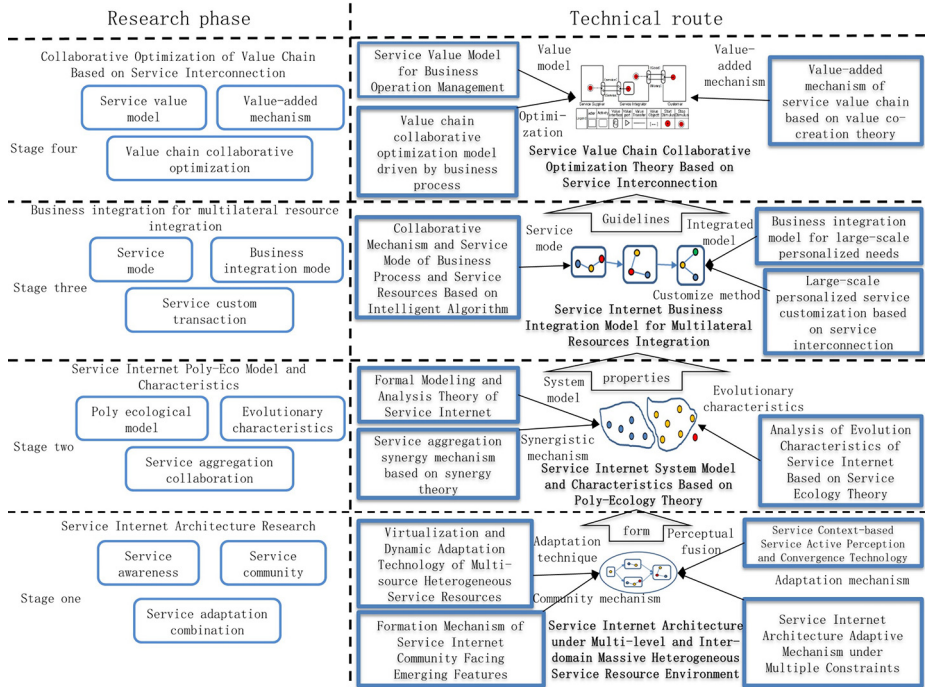 Research phase
Technical route
Collaborative Optimization of Value Chain
Based on Service Interconnection
Service value
model
Value-added
mechanism
Stage four
Value chain collaborative
optimization
Service Value Model
for Business
Operation Management
Value chain
collaborative
optimization model
driven by business
process
Value
model
Value-
added
mechanism
Optimi-
zation
Service Supplier
Service Integrator
Customer
Value-added
mechanism of
service value chain
based on value co-
creation theory
Service Value Chain Collaborative
Optimization Theory Based on
Service Interconnection
Business integration for multilateral resource
integration
Service
mode
Business
integration mode
Stage three
Service custom
transaction
Guidelines
Collaborative
Mechanism and Service
Mode of Business
Process and Service
Resources Based on
Intelligent Algorithm
Service
mode
Integrated
model
Customize method
Business integration
model for large-scale
personalized needs
Large-scale
personalized service
customization based
on service
interconnection
Service Internet Business
Integration Model for Multilateral
Resources Integration
Service Internet Poly-Eco Model and
Characteristics
Poly ecological
model
Evolutionary
characteristics
Stage two
Service aggregation
collaboration
properties
Formal Modeling and
Analysis Theory of
Service Internet
Service aggregation
synergy mechanism
based on synergy
theory
System
model
Evolutionary
characteristics
Synergistic
mechanism
Analysis of Evolution
Characteristics of
Service Internet
Based on Service
Ecology Theory
Service Internet System Model
and Characteristics Based on
Poly-Ecology Theory
Service Internet Architecture Research
Service
awareness
Service
community
Stage one
Service adaptation
combination
form
Virtualization and
Dynamic Adaptation
Technology of Multi-
source Heterogeneous
Service Resources
Formation Mechanism of
Service Internet
Community Facing
Emerging Features
Adaptation
technique
Perceptual
fusion
Community mechanism
Service Context-based
Service Active Perception
and Convergence Technology
Adaptation mechanism
Service Internet
Architecture Adaptive
Mechanism under
Multiple Constraints
Service Internet Architecture
under Multi-level and Inter-
domain Massive Heterogeneous
Service Resource Environment